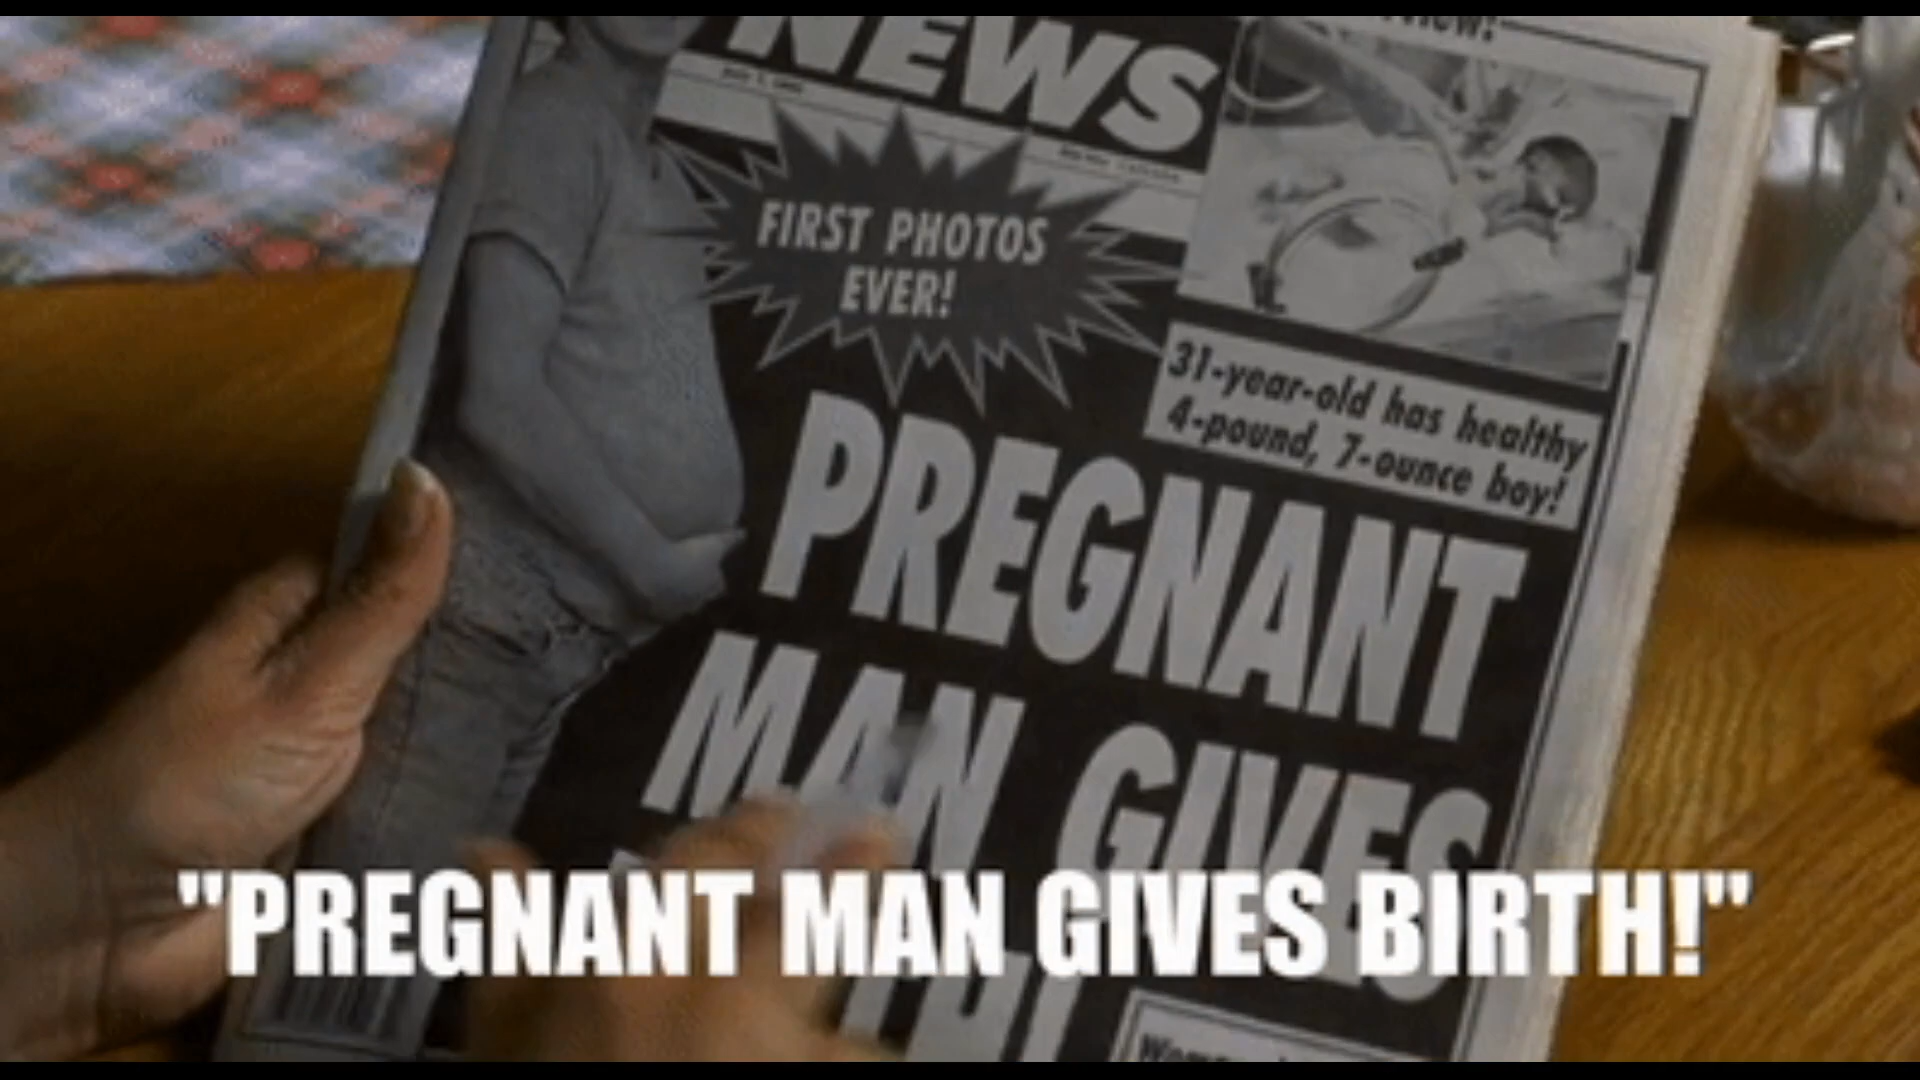 NEWS
FIRST PHOTOS
EVER!
31-year-old has healthy
4-pound, 7-ounce boy!
PREGNANT
MAN GIVES
"PREGNANT MAN GIVES BIRTH!"